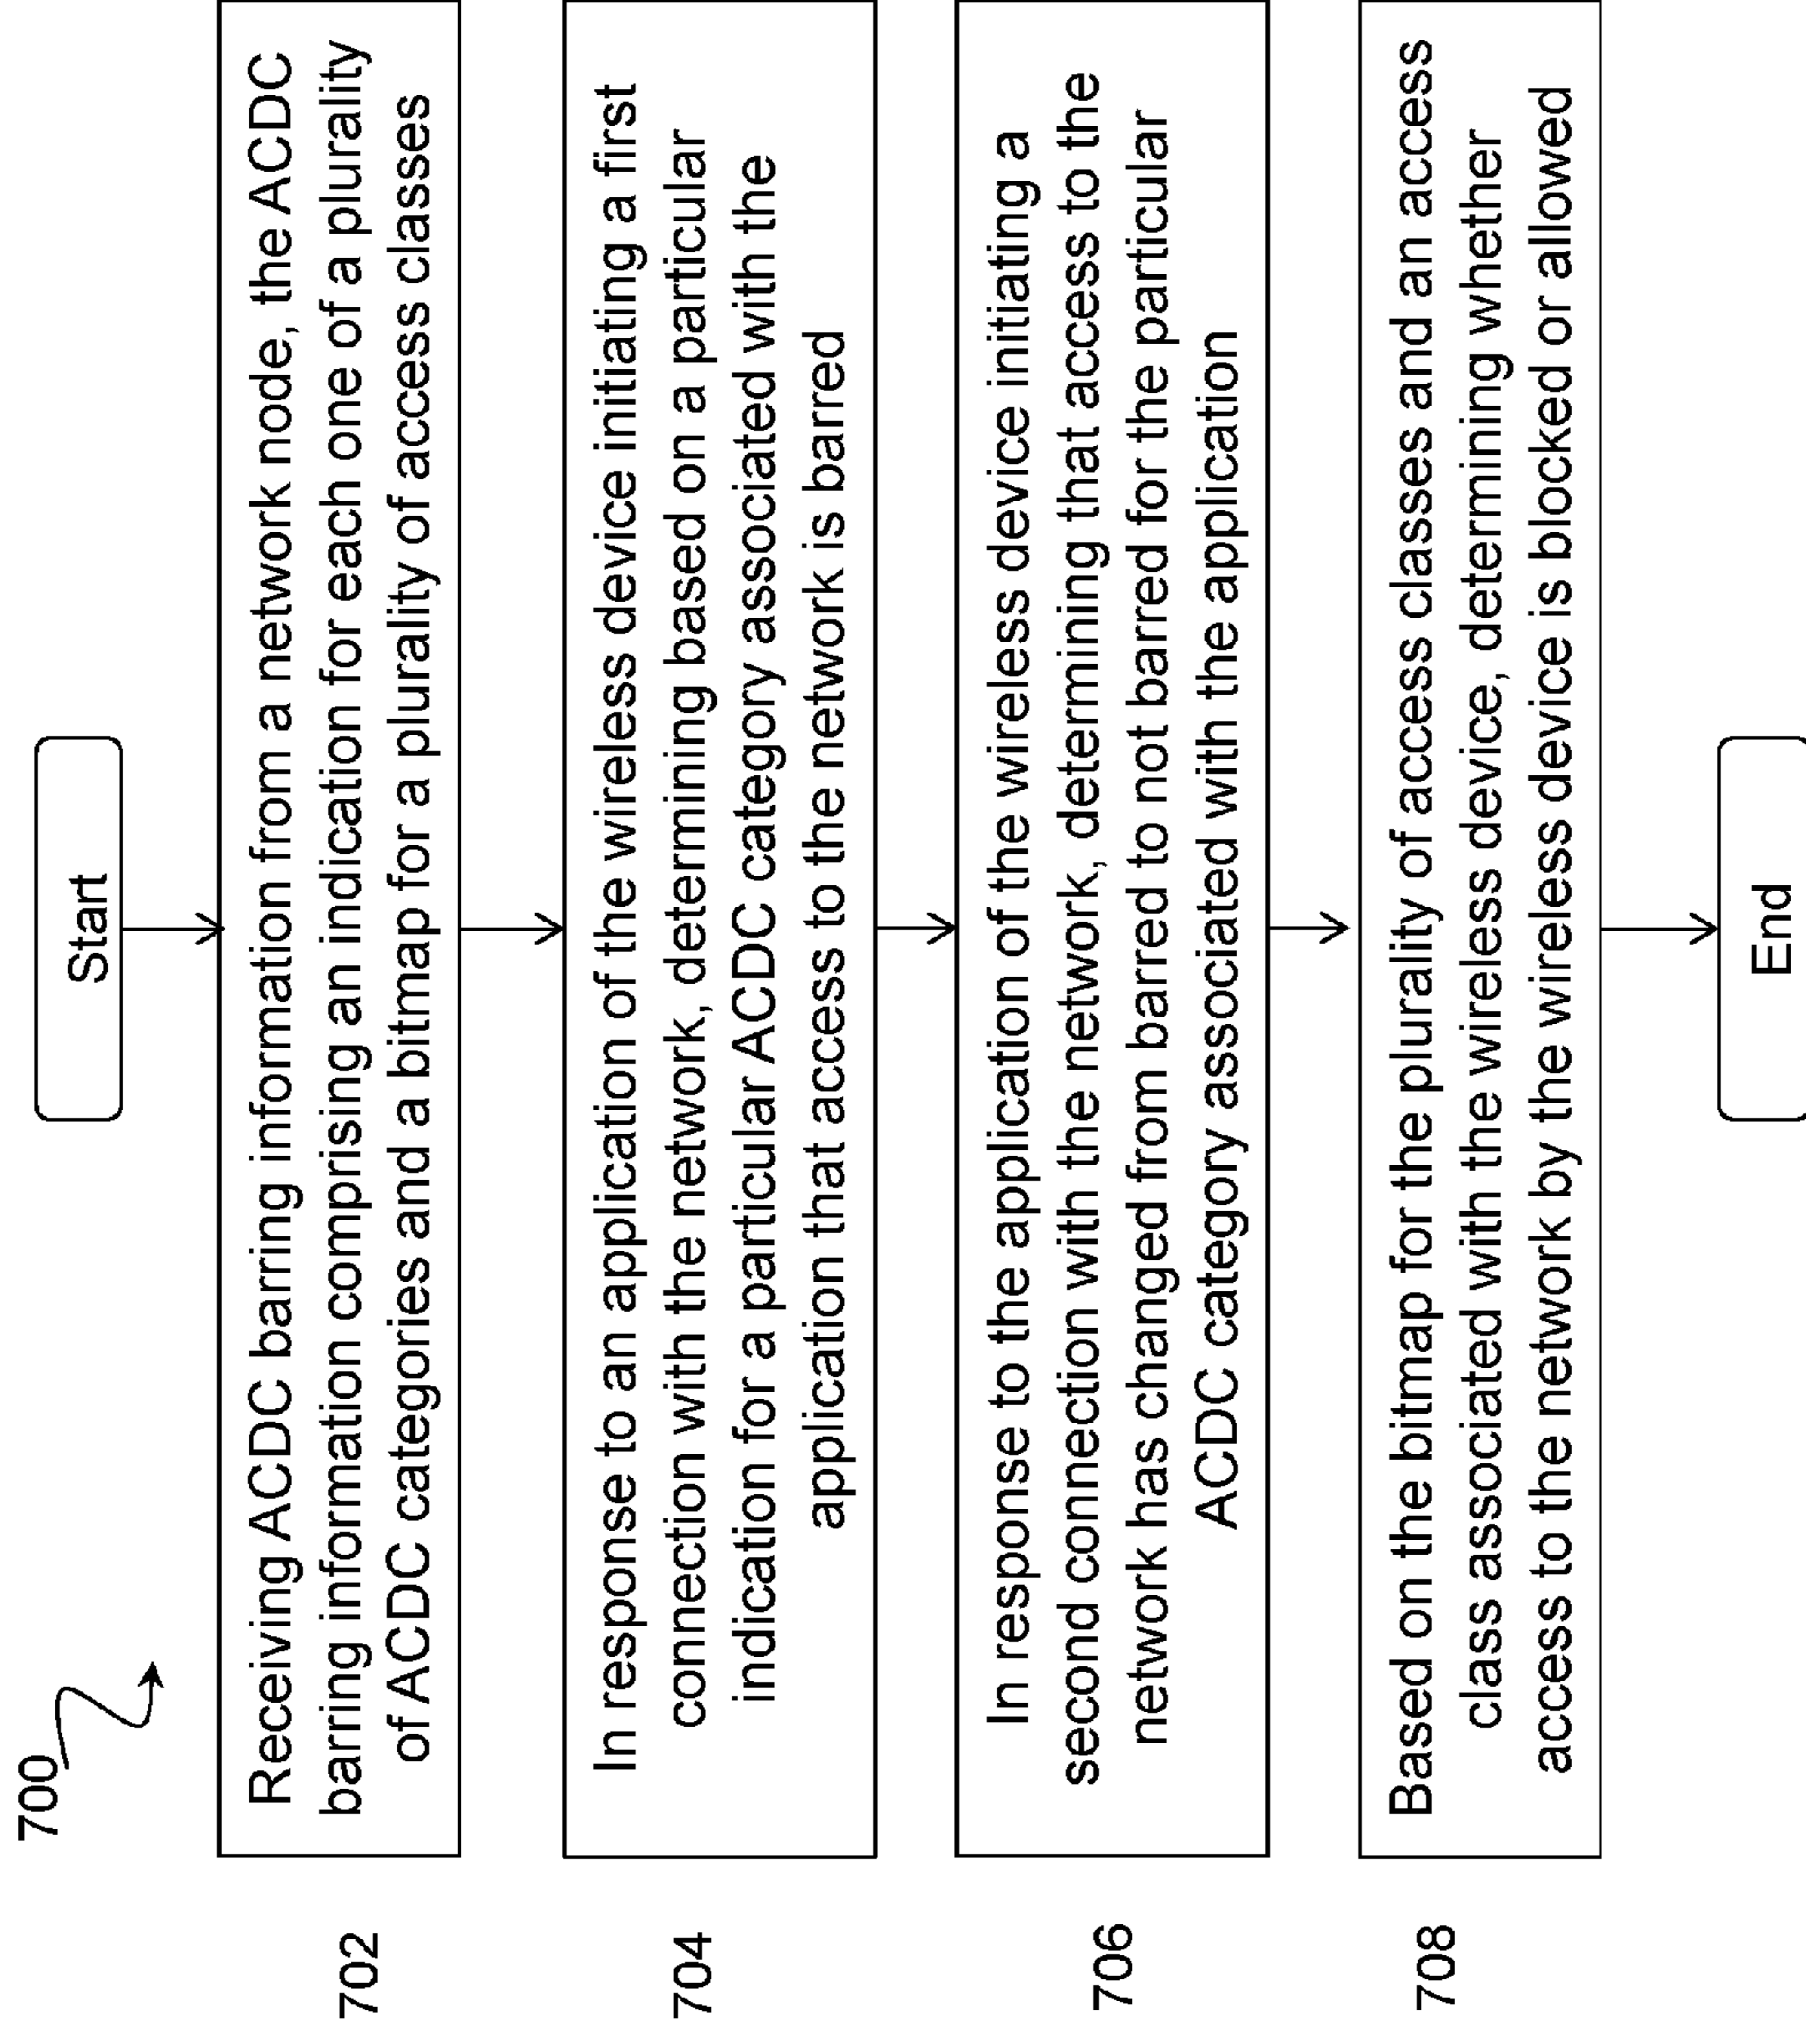 700
Start
702
Receiving ACDC barring information from a network node, the ACDC
barring information comprising an indication for each one of a plurality
of ACDC categories and a bitmap for a plurality of access classes
704
In response to an application of the wireless device initiating a first
connection with the network, determining based on a particular
indication for a particular ACDC category associated with the
application that access to the network is barred
706
In response to the application of the wireless device initiating a
second connection with the network, determining that access to the
network has changed from barred to not barred for the particular
ACDC category associated with the application
708
Based on the bitmap for the plurality of access classes and an access
class associated with the wireless device, determining whether
access to the network by the wireless device is blocked or allowed
End